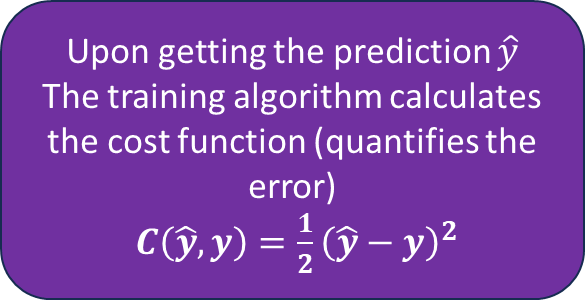 Upon getting the prediction ŷ
The training algorithm calculates
the cost function (quantifies the
error)
C(ŷ, y) = 1/2 (ŷ − y)²